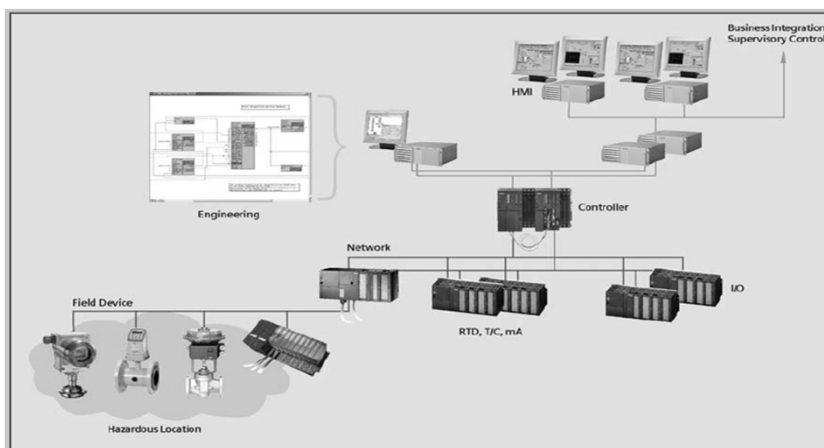 Business Integration
Supervisory Control
HMI
Engineering
Controller
Network
Field Device
I/O
RTD, T/C, mA
Hazardous Location